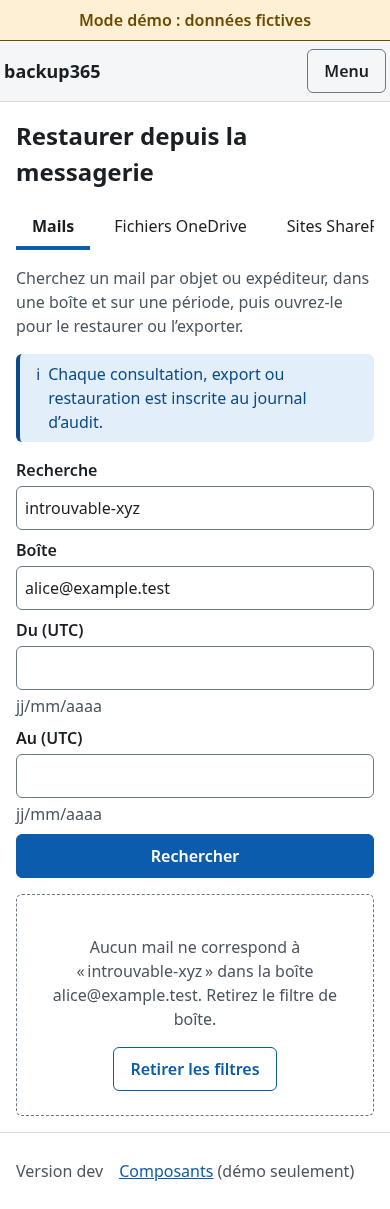 Mode démo : données fictives
backup365
Menu
Restaurer depuis la
messagerie
Mails
Fichiers OneDrive
Sites ShareP
Cherchez un mail par objet ou expéditeur, dans
une boîte et sur une période, puis ouvrez-le
pour le restaurer ou l’exporter.
i Chaque consultation, export ou
restauration est inscrite au journal
d’audit.
Recherche
introuvable-xyz
Boîte
alice@example.test
Du (UTC)
jj/mm/aaaa
Au (UTC)
jj/mm/aaaa
Rechercher
Aucun mail ne correspond à
« introuvable-xyz » dans la boîte
alice@example.test. Retirez le filtre de
boîte.
Retirer les filtres
Version dev Composants (démo seulement)